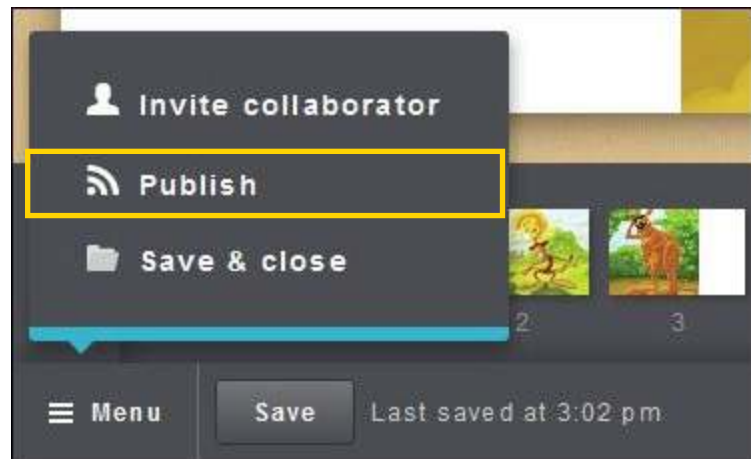 Invite collaborator
Publish
Save & close
2 3
Menu Save Last saved at 3:02 pm